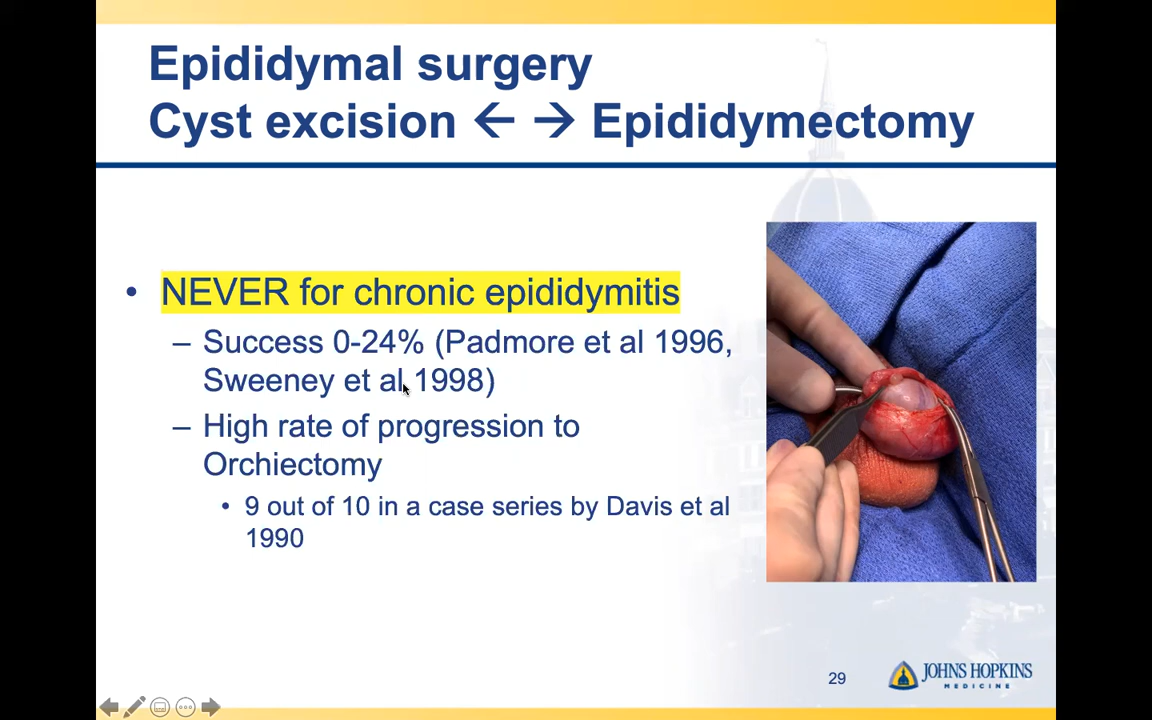 Epididymal surgery
Cyst excision ← → Epididymectomy
• NEVER for chronic epididymitis
– Success 0-24% (Padmore et al 1996,
Sweeney et al 1998)
– High rate of progression to
Orchiectomy
• 9 out of 10 in a case series by Davis et al
1990
29
JOHNS HOPKINS
MEDICINE